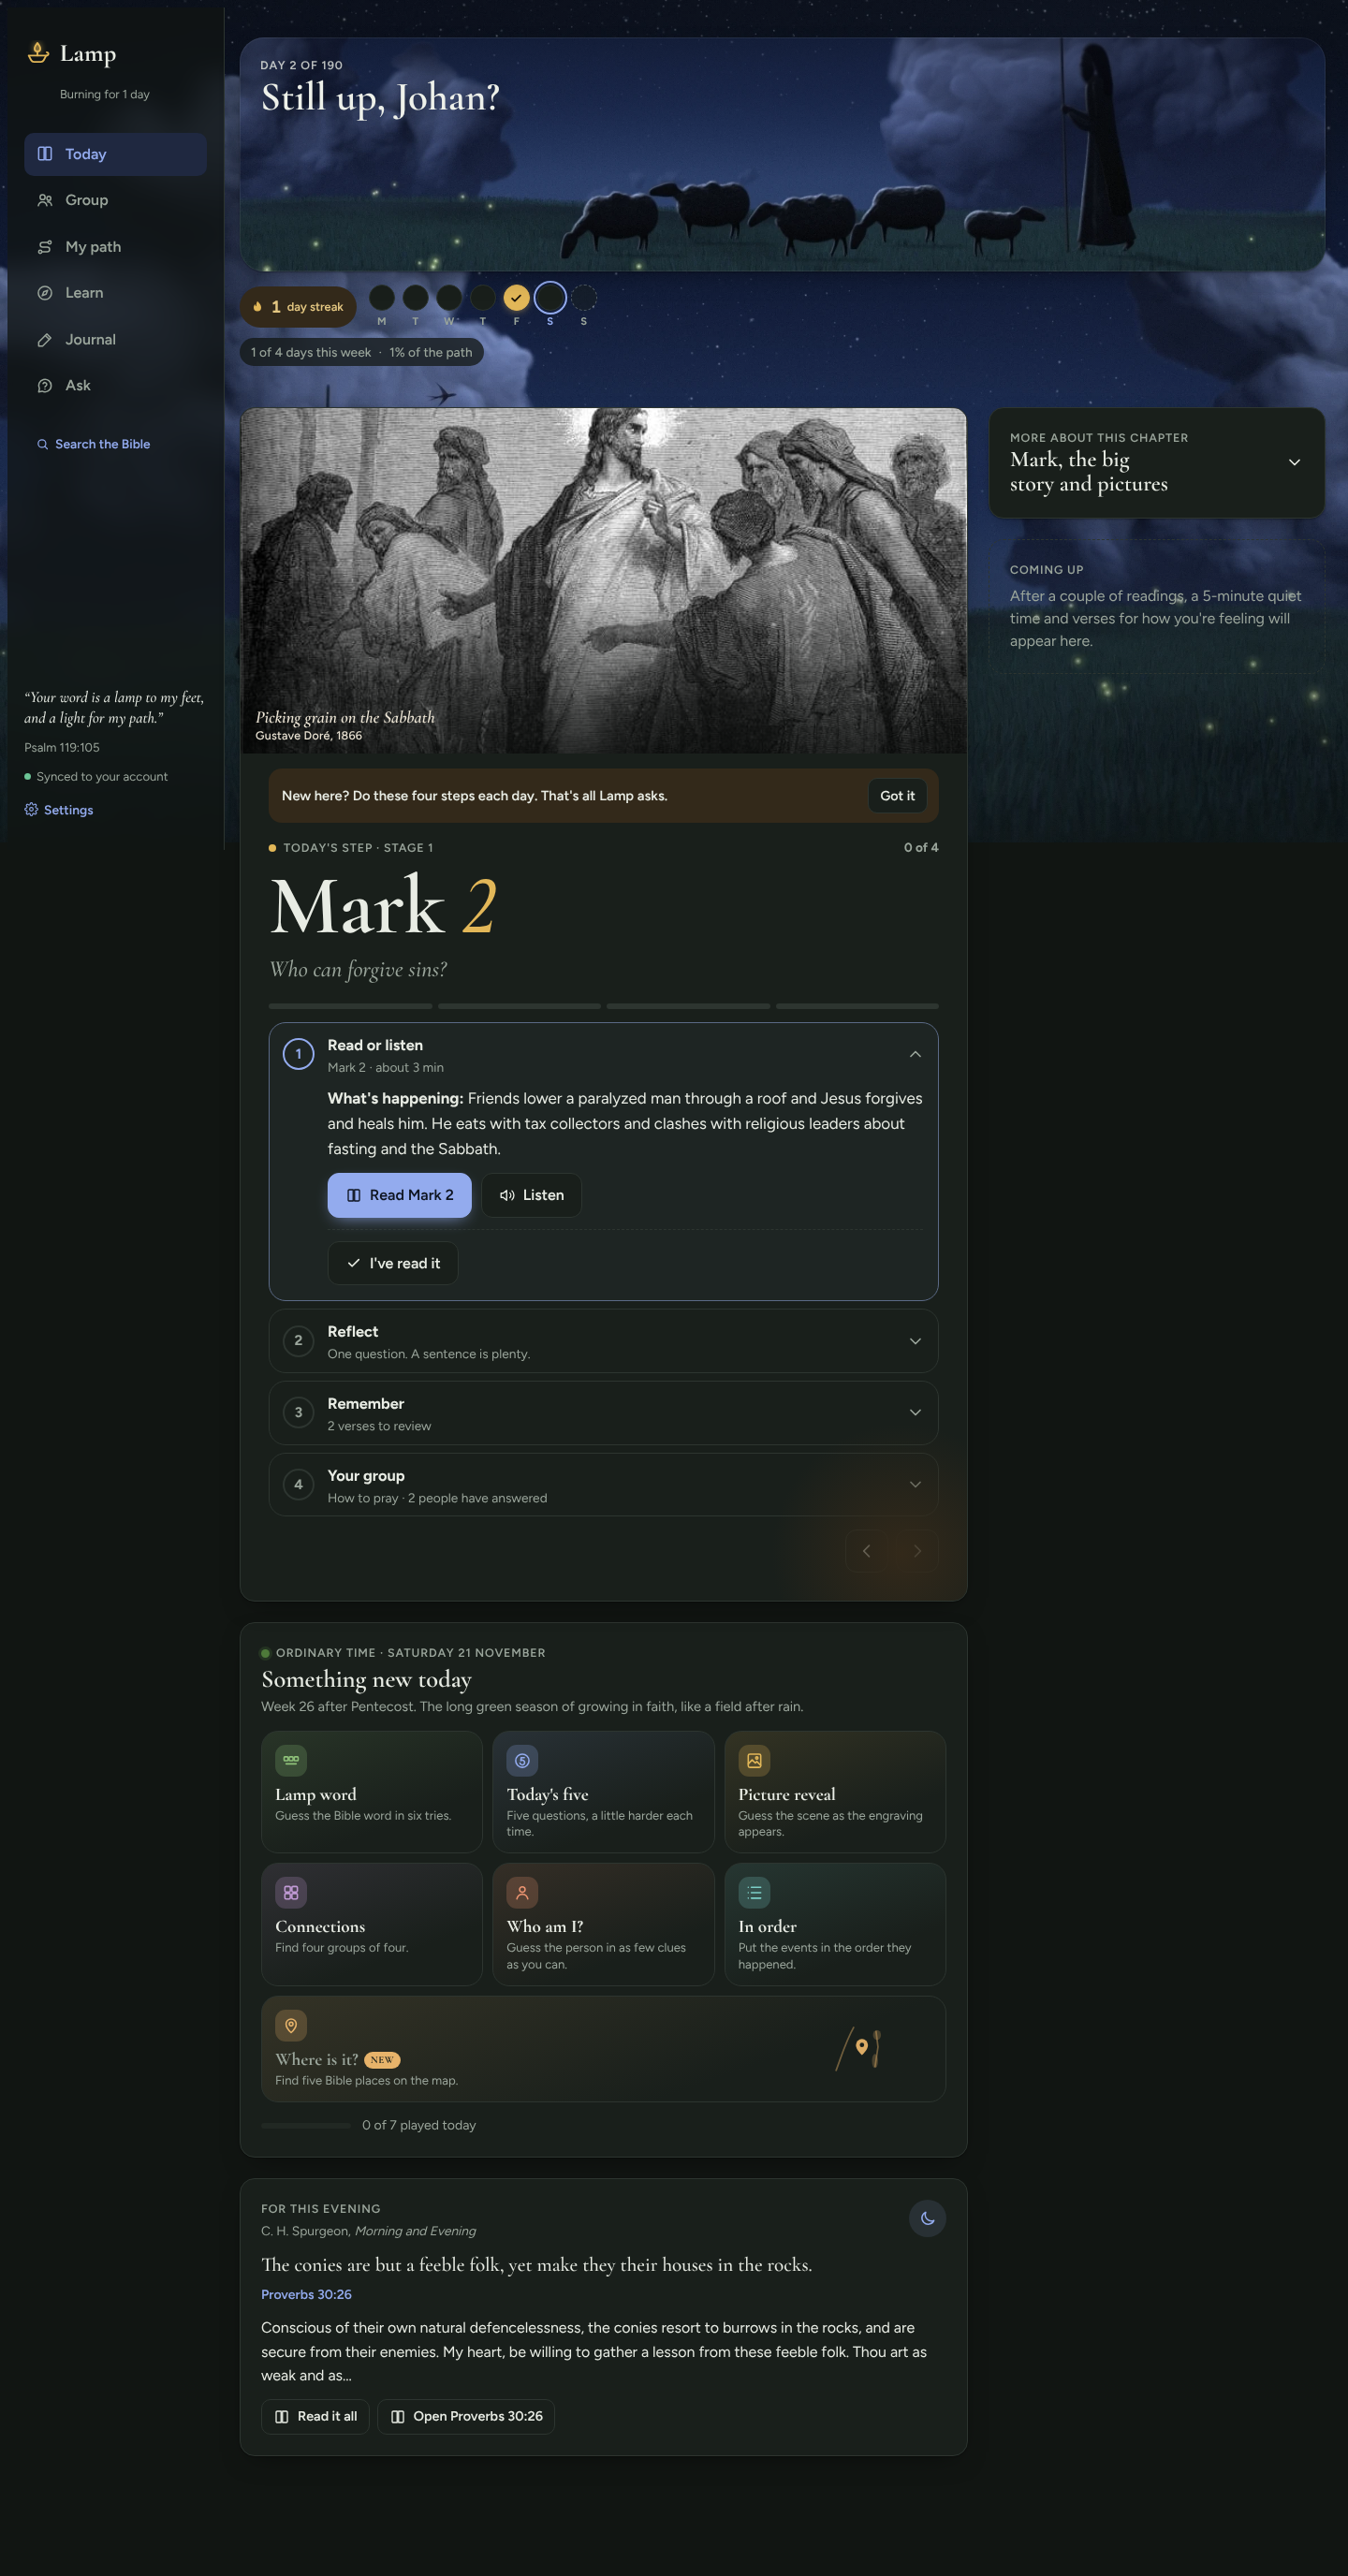 Lamp
Burning for 1 day
Today
Group
My path
Learn
Journal
Ask
Search the Bible
“Your word is a lamp to my feet,
and a light for my path.”
Psalm 119:105
Synced to your account
Settings
DAY 2 OF 190
Still up, Johan?
1 day streak
M T W T F S S
1 of 4 days this week · 1% of the path
Picking grain on the Sabbath
Gustave Doré, 1866
New here? Do these four steps each day. That's all Lamp asks.
Got it
TODAY'S STEP · STAGE 1
0 of 4
Mark 2
Who can forgive sins?
1
Read or listen
Mark 2 · about 3 min
What's happening: Friends lower a paralyzed man through a roof and Jesus forgives
and heals him. He eats with tax collectors and clashes with religious leaders about
fasting and the Sabbath.
Read Mark 2
Listen
I've read it
2
Reflect
One question. A sentence is plenty.
3
Remember
2 verses to review
4
Your group
How to pray · 2 people have answered
MORE ABOUT THIS CHAPTER
Mark, the big
story and pictures
COMING UP
After a couple of readings, a 5-minute quiet
time and verses for how you're feeling will
appear here.
ORDINARY TIME · SATURDAY 21 NOVEMBER
Something new today
Week 26 after Pentecost. The long green season of growing in faith, like a field after rain.
Lamp word
Guess the Bible word in six tries.
5
Today's five
Five questions, a little harder each
time.
Picture reveal
Guess the scene as the engraving
appears.
Connections
Find four groups of four.
Who am I?
Guess the person in as few clues
as you can.
In order
Put the events in the order they
happened.
Where is it? NEW
Find five Bible places on the map.
0 of 7 played today
FOR THIS EVENING
C. H. Spurgeon, Morning and Evening
The conies are but a feeble folk, yet make they their houses in the rocks.
Proverbs 30:26
Conscious of their own natural defencelessness, the conies resort to burrows in the rocks, and are
secure from their enemies. My heart, be willing to gather a lesson from these feeble folk. Thou art as
weak and as…
Read it all
Open Proverbs 30:26